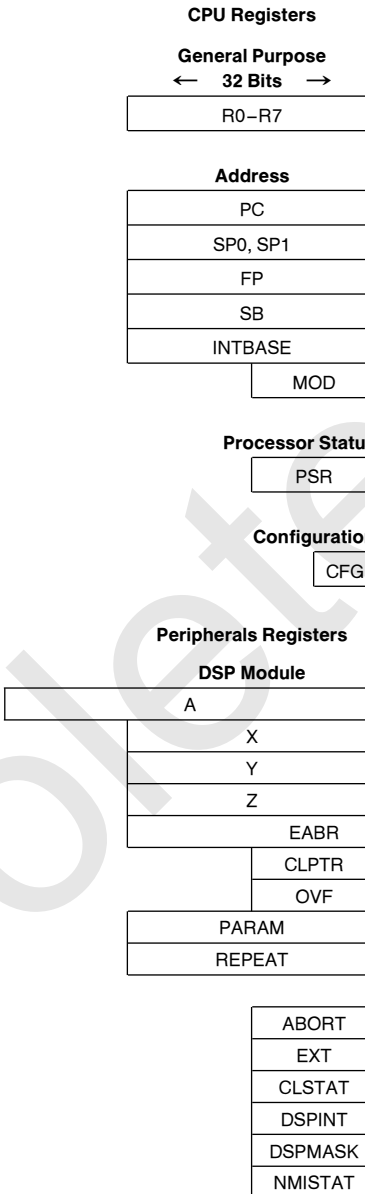 CPU Registers
General Purpose
← 32 Bits →
R0–R7
Address
PC
SP0, SP1
FP
SB
INTBASE
MOD
Processor Statu
PSR
Configuration
CFG
Peripherals Registers
DSP Module
A
X
Y
Z
EABR
CLPTR
OVF
PARAM
REPEAT
ABORT
EXT
CLSTAT
DSPINT
DSPMASK
NMISTAT